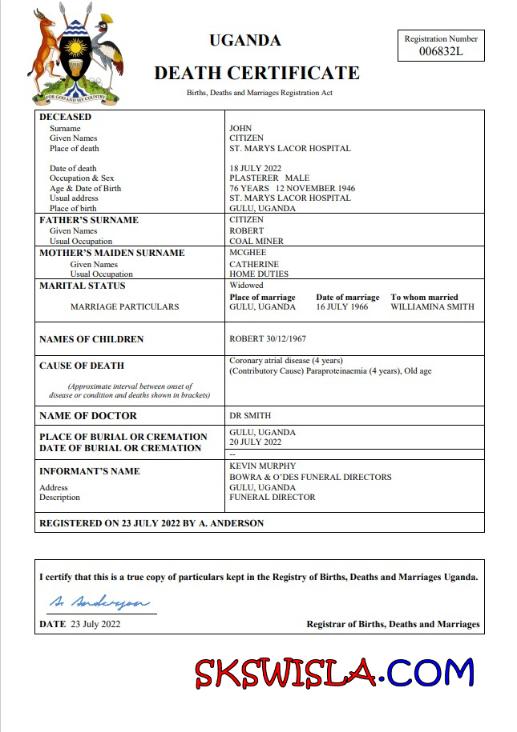 UGANDA
DEATH CERTIFICATE
Births, Deaths and Marriages Registration Act
Registration Number
006832L
FOR GOD AND MY COUNTRY
DECEASED
Surname JOHN
Given Names CITIZEN
Place of death ST. MARYS LACOR HOSPITAL
Date of death 18 JULY 2022
Occupation & Sex PLASTERER MALE
Age & Date of Birth 76 YEARS 12 NOVEMBER 1946
Usual address ST. MARYS LACOR HOSPITAL
Place of birth GULU, UGANDA
FATHER'S SURNAME CITIZEN
Given Names ROBERT
Usual Occupation COAL MINER
MOTHER'S MAIDEN SURNAME MCGHEE
Given Names CATHERINE
Usual Occupation HOME DUTIES
MARITAL STATUS Widowed
Place of marriage Date of marriage To whom married
MARRIAGE PARTICULARS GULU, UGANDA 16 JULY 1966 WILLIAMINA SMITH
NAMES OF CHILDREN ROBERT 30/12/1967
CAUSE OF DEATH
Coronary atrial disease (4 years)
(Contributory Cause) Paraproteinaemia (4 years), Old age
(Approximate interval between onset of
disease or condition and deaths shown in brackets)
NAME OF DOCTOR DR SMITH
PLACE OF BURIAL OR CREMATION GULU, UGANDA
DATE OF BURIAL OR CREMATION 20 JULY 2022
--
INFORMANT'S NAME KEVIN MURPHY
BOWRA & O'DES FUNERAL DIRECTORS
Address GULU, UGANDA
Description FUNERAL DIRECTOR
REGISTERED ON 23 JULY 2022 BY A. ANDERSON
I certify that this is a true copy of particulars kept in the Registry of Births, Deaths and Marriages Uganda.
A. Anderson
DATE 23 July 2022 Registrar of Births, Deaths and Marriages
SKSWISLA.COM